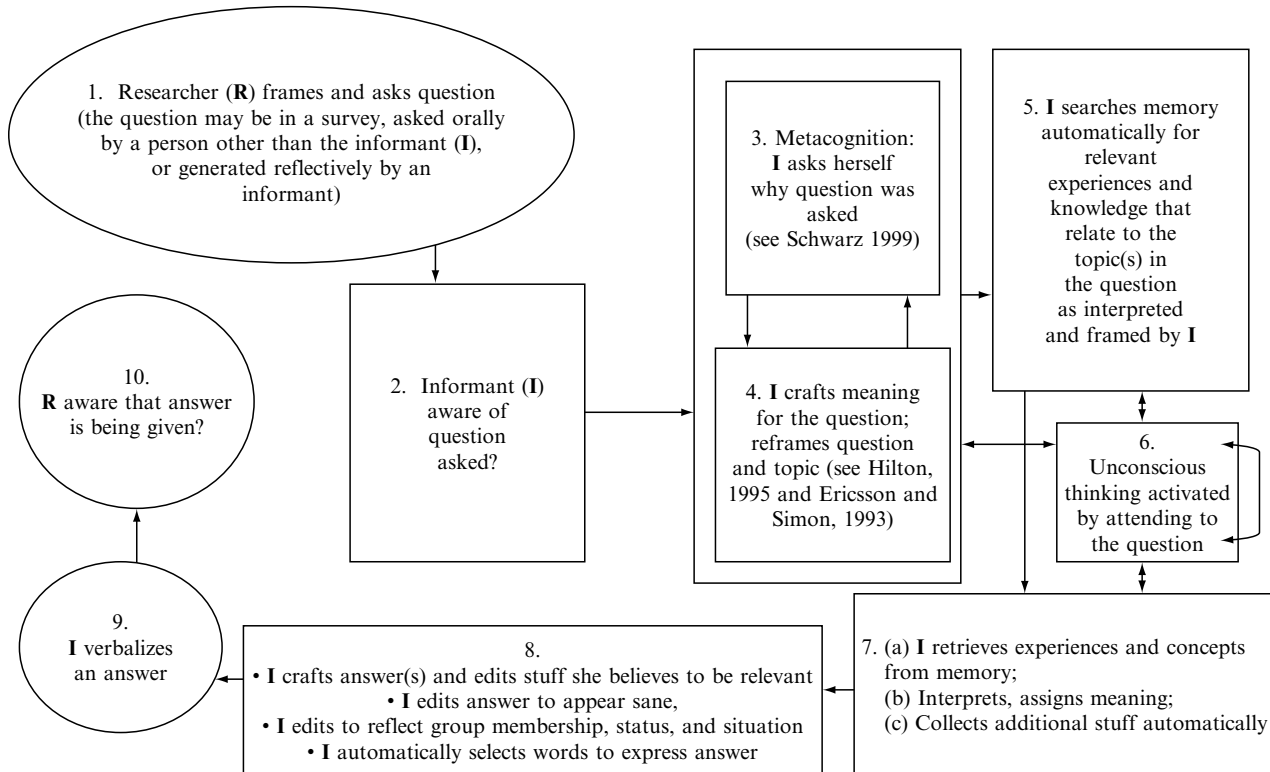 1. Researcher (R) frames and asks question
(the question may be in a survey, asked orally
by a person other than the informant (I),
or generated reflectively by an
informant)
2. Informant (I)
aware of
question
asked?
3. Metacognition:
I asks herself
why question was
asked
(see Schwarz 1999)
4. I crafts meaning
for the question;
reframes question
and topic (see Hilton,
1995 and Ericsson and
Simon, 1993)
5. I searches memory
automatically for
relevant
experiences and
knowledge that
relate to the
topic(s) in
the question
as interpreted
and framed by I
6.
Unconscious
thinking activated
by attending to
the question
7. (a) I retrieves experiences and concepts
from memory;
(b) Interprets, assigns meaning;
(c) Collects additional stuff automatically
8.
• I crafts answer(s) and edits stuff she believes to be relevant
• I edits answer to appear sane,
• I edits to reflect group membership, status, and situation
• I automatically selects words to express answer
9.
I verbalizes
an answer
10.
R aware that answer
is being given?